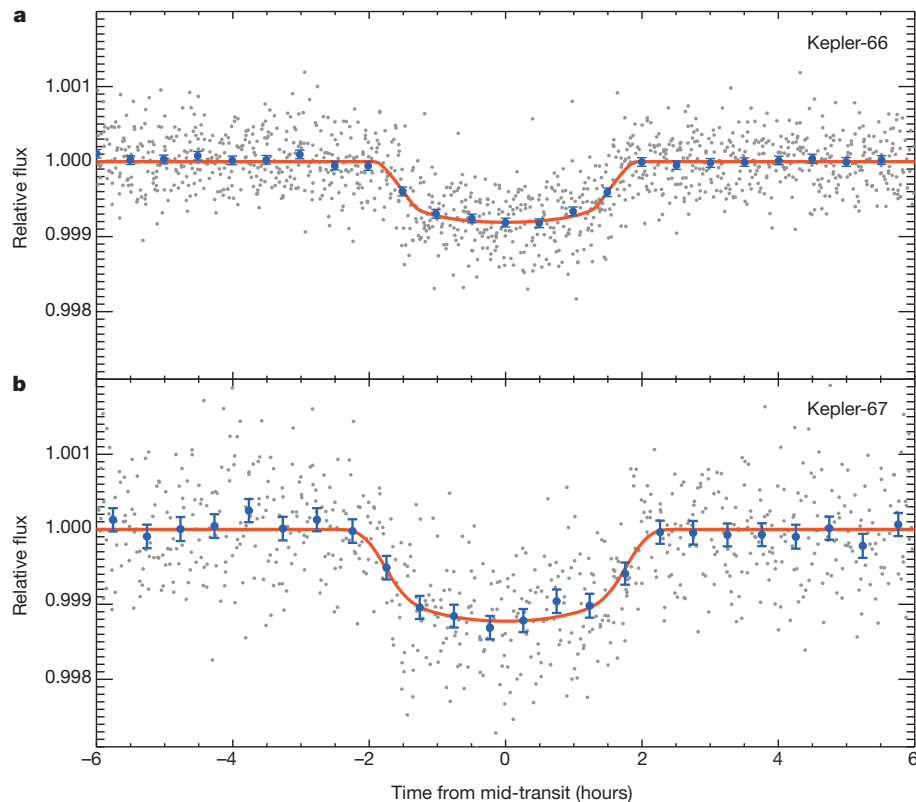 a
Kepler-66
1.001
1.000
0.999
0.998
Relative flux
b
Kepler-67
1.001
1.000
0.999
0.998
Relative flux
–6 –4 –2 0 2 4 6
Time from mid-transit (hours)